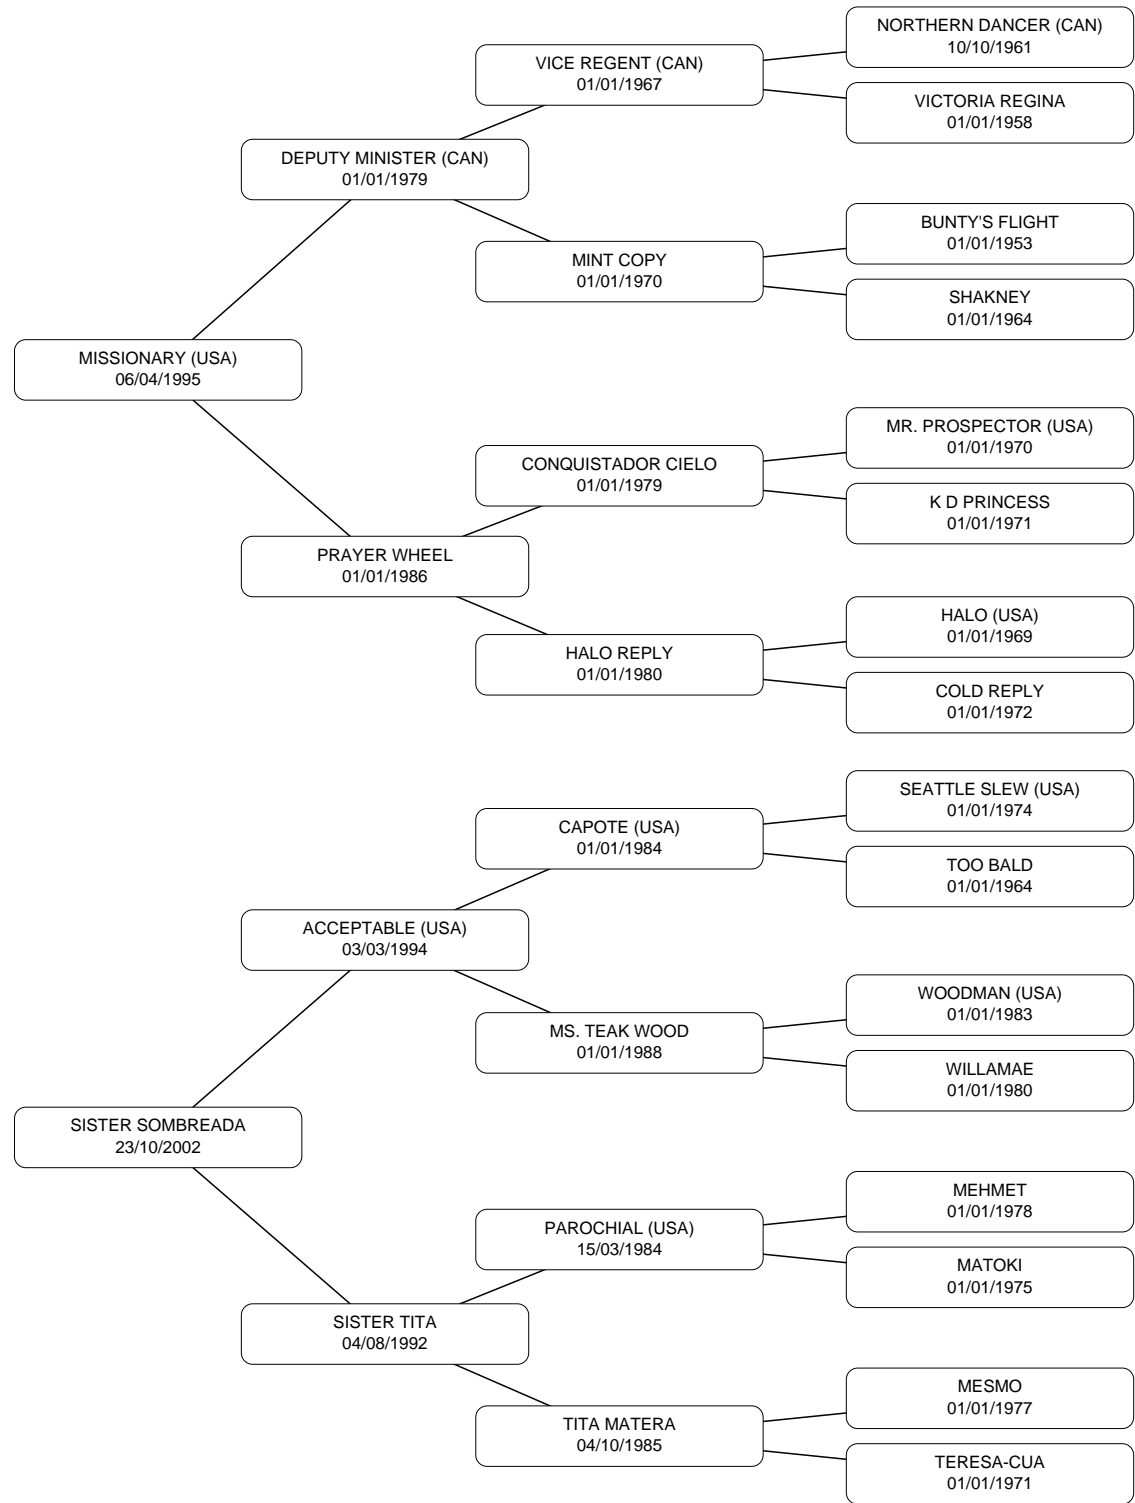 NORTHERN DANCER (CAN)
10/10/1961
VICE REGENT (CAN)
01/01/1967
VICTORIA REGINA
01/01/1958
DEPUTY MINISTER (CAN)
01/01/1979
BUNTY'S FLIGHT
01/01/1953
MINT COPY
01/01/1970
SHAKNEY
01/01/1964
MISSIONARY (USA)
06/04/1995
MR. PROSPECTOR (USA)
01/01/1970
CONQUISTADOR CIELO
01/01/1979
K D PRINCESS
01/01/1971
PRAYER WHEEL
01/01/1986
HALO (USA)
01/01/1969
HALO REPLY
01/01/1980
COLD REPLY
01/01/1972
SEATTLE SLEW (USA)
01/01/1974
CAPOTE (USA)
01/01/1984
TOO BALD
01/01/1964
ACCEPTABLE (USA)
03/03/1994
WOODMAN (USA)
01/01/1983
MS. TEAK WOOD
01/01/1988
WILLAMAE
01/01/1980
SISTER SOMBREADA
23/10/2002
MEHMET
01/01/1978
PAROCHIAL (USA)
15/03/1984
MATOKI
01/01/1975
SISTER TITA
04/08/1992
MESMO
01/01/1977
TITA MATERA
04/10/1985
TERESA-CUA
01/01/1971